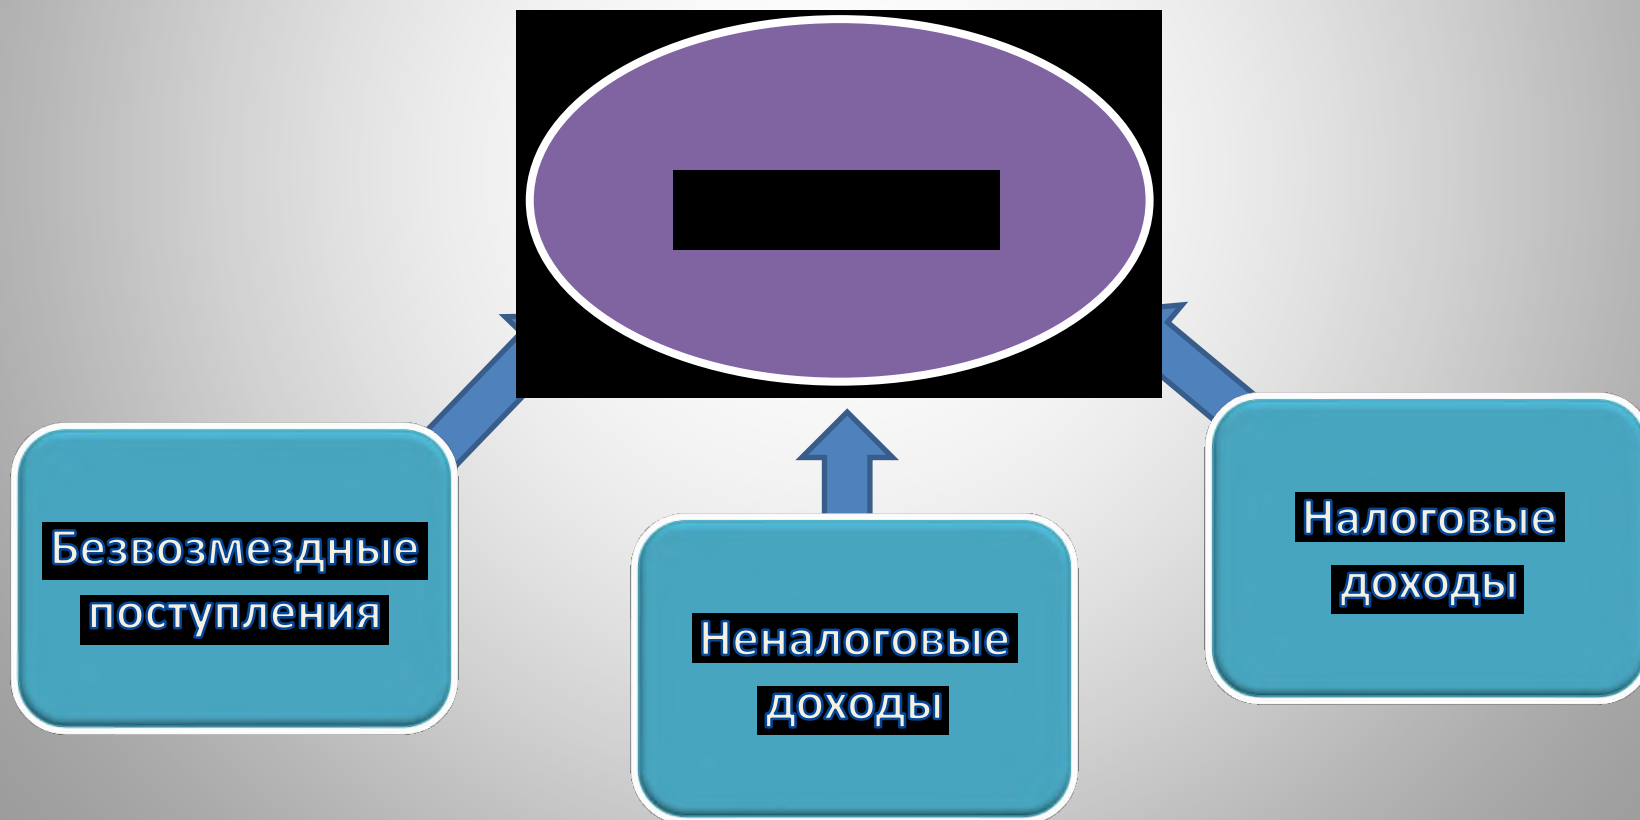 Безвозмездные
поступления
Неналоговые
доходы
Налоговые
доходы